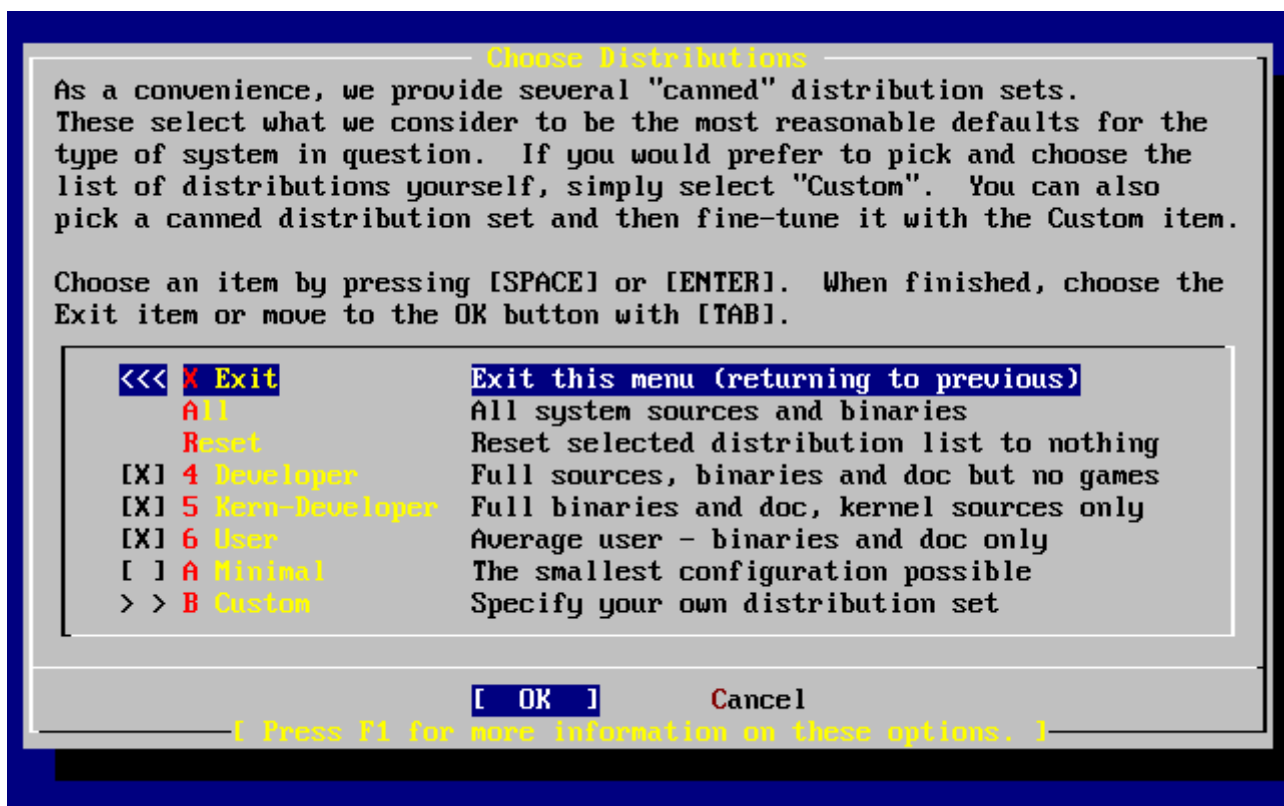 Choose Distributions
As a convenience, we provide several "canned" distribution sets.
These select what we consider to be the most reasonable defaults for the
type of system in question.  If you would prefer to pick and choose the
list of distributions yourself, simply select "Custom".  You can also
pick a canned distribution set and then fine-tune it with the Custom item.
Choose an item by pressing [SPACE] or [ENTER].  When finished, choose the
Exit item or move to the OK button with [TAB].
<<< X Exit Exit this menu (returning to previous)
All All system sources and binaries
Reset Reset selected distribution list to nothing
[X] 4 Developer Full sources, binaries and doc but no games
[X] 5 Kern-Developer Full binaries and doc, kernel sources only
[X] 6 User Average user - binaries and doc only
[ ] A Minimal The smallest configuration possible
> > B Custom Specify your own distribution set
[ OK ] Cancel
[ Press F1 for more information on these options. ]